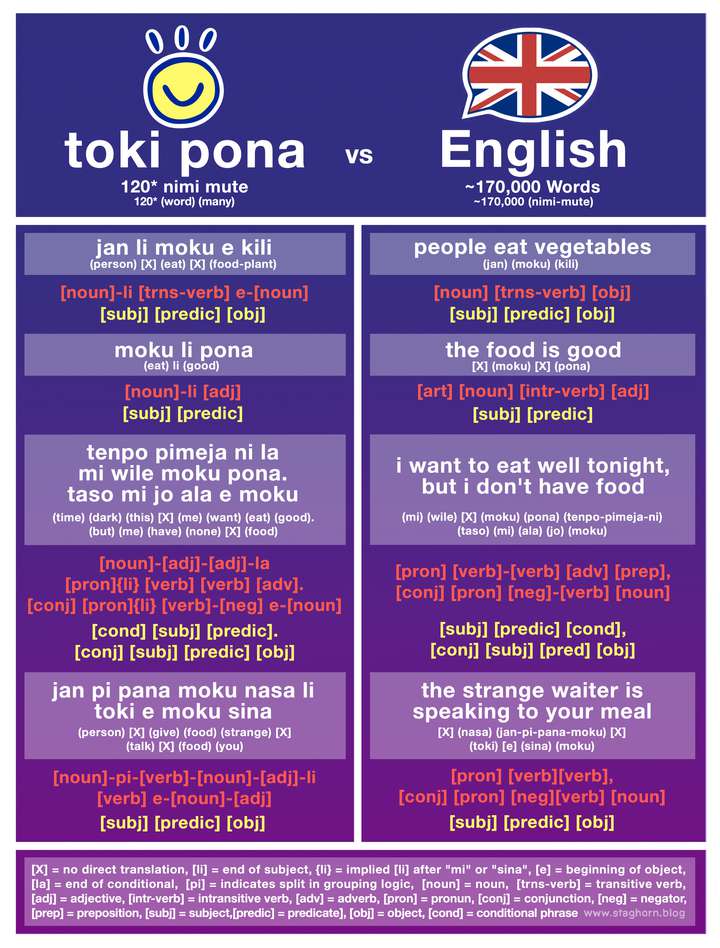 toki pona
vs
English
120* nimi mute
120* (word) (many)
~170,000 Words
~170,000 (nimi-mute)
jan li moku e kili
(person) [X] (eat) [X] (food-plant)
[noun]-li [trns-verb] e-[noun]
[subj] [predic] [obj]
moku li pona
(eat) li (good)
[noun]-li [adj]
[subj] [predic]
tenpo pimeja ni la
mi wile moku pona.
taso mi jo ala e moku
(time) (dark) (this) [X] (me) (want) (eat) (good).
(but) (me) (have) (none) [X] (food)
[noun]-[adj]-[adj]-la
[pron]{li} [verb] [verb] [adv].
[conj] [pron]{li} [verb]-[neg] e-[noun]
[cond] [subj] [predic].
[conj] [subj] [predic] [obj]
jan pi pana moku nasa li
toki e moku sina
(person) [X] (give) (food) (strange) [X]
(talk) [X] (food) (you)
[noun]-pi-[verb]-[noun]-[adj]-li
[verb] e-[noun]-[adj]
[subj] [predic] [obj]
people eat vegetables
(jan) (moku) (kili)
[noun] [trns-verb] [obj]
[subj] [predic] [obj]
the food is good
[X] (moku) [X] (pona)
[art] [noun] [intr-verb] [adj]
[subj] [predic]
i want to eat well tonight,
but i don't have food
(mi) (wile) [X] (moku) (pona) (tenpo-pimeja-ni)
(taso) (mi) (ala) (jo) (moku)
[pron] [verb]-[verb] [adv] [prep],
[conj] [pron] [neg]-[verb] [noun]
[subj] [predic] [cond],
[conj] [subj] [pred] [obj]
the strange waiter is
speaking to your meal
[X] (nasa) (jan-pi-pana-moku) [X]
(toki) [e] (sina) (moku)
[pron] [verb][verb],
[conj] [pron] [neg][verb] [noun]
[subj] [predic] [obj]
[X] = no direct translation, [li] = end of subject, {li} = implied [li] after "mi" or "sina", [e] = beginning of object,
[la] = end of conditional, [pi] = indicates split in grouping logic, [noun] = noun, [trns-verb] = transitive verb,
[adj] = adjective, [intr-verb] = intransitive verb, [adv] = adverb, [pron] = pronun, [conj] = conjunction, [neg] = negator,
[prep] = preposition, [subj] = subject,[predic] = predicate], [obj] = object, [cond] = conditional phrase www.staghorn.blog